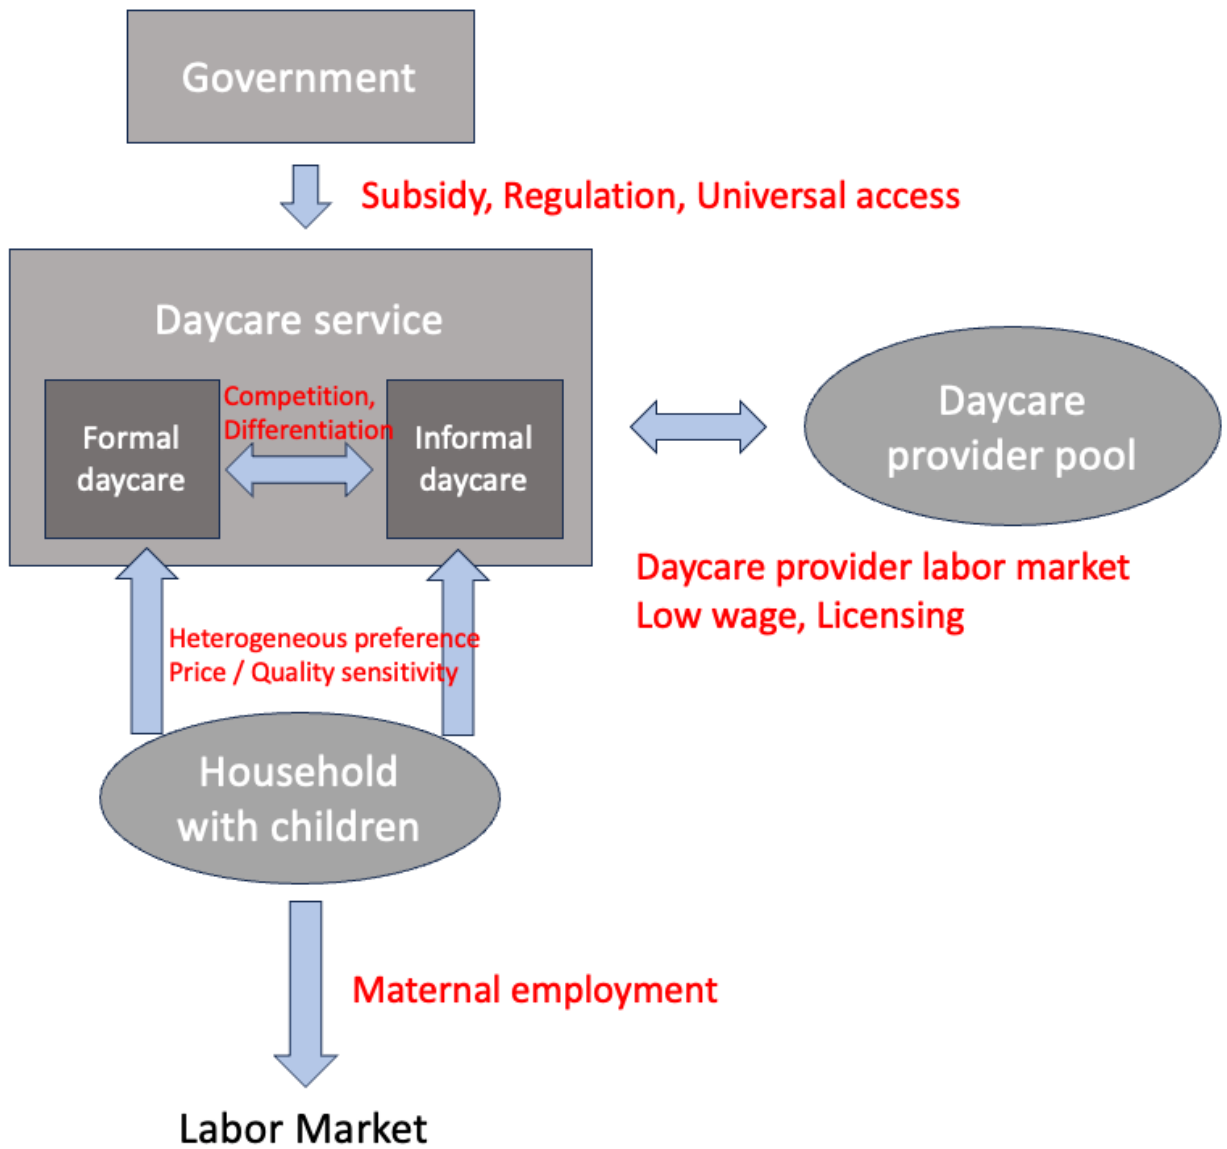 Government
Subsidy, Regulation, Universal access
Daycare service
Competition,
Differentiation
Formal
daycare
Informal
daycare
Daycare
provider pool
Daycare provider labor market
Low wage, Licensing
Heterogeneous preference
Price / Quality sensitivity
Household
with children
Maternal employment
Labor Market